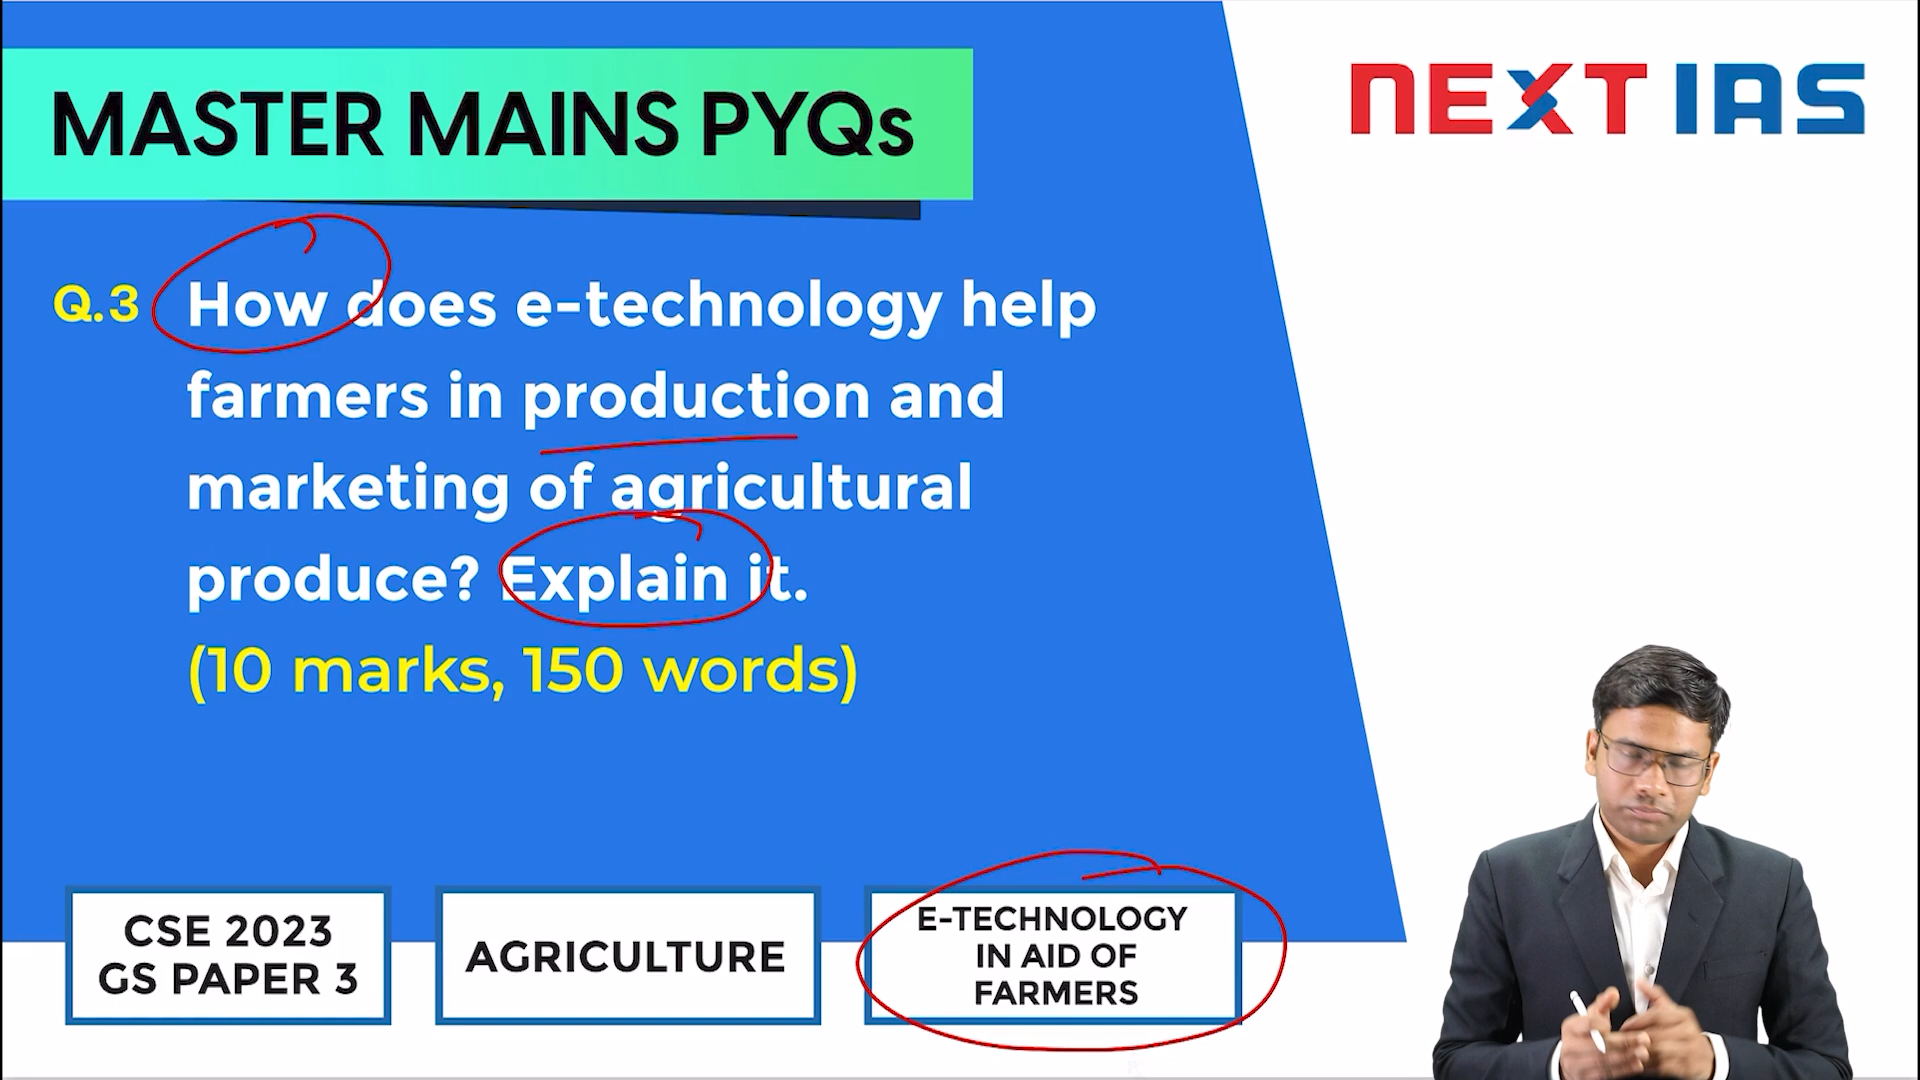 MASTER MAINS PYQs
NEXT IAS
Q.3 How does e-technology help
farmers in production and
marketing of agricultural
produce? Explain it.
(10 marks, 150 words)
CSE 2023
GS PAPER 3
AGRICULTURE
E-TECHNOLOGY
IN AID OF
FARMERS